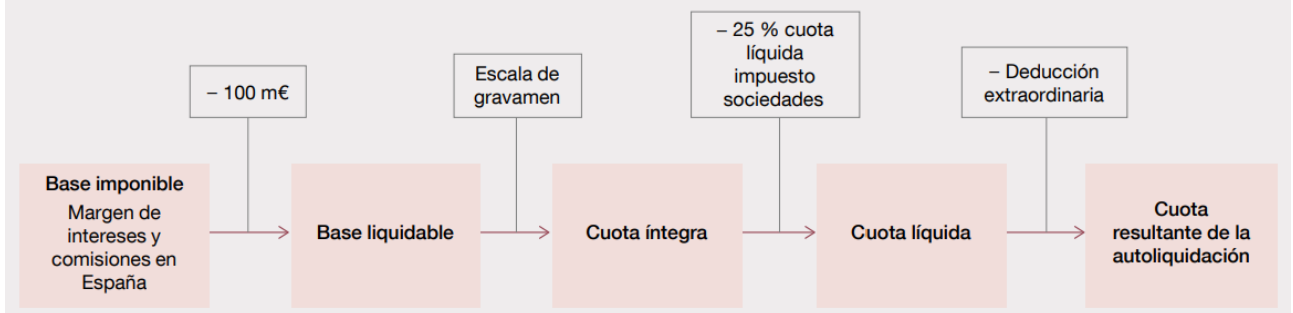 – 100 m€
Escala de
gravamen
– 25 % cuota
líquida
impuesto
sociedades
– Deducción
extraordinaria
Base imponible
Margen de
intereses y
comisiones en
España
Base liquidable
Cuota íntegra
Cuota líquida
Cuota
resultante de la
autoliquidación